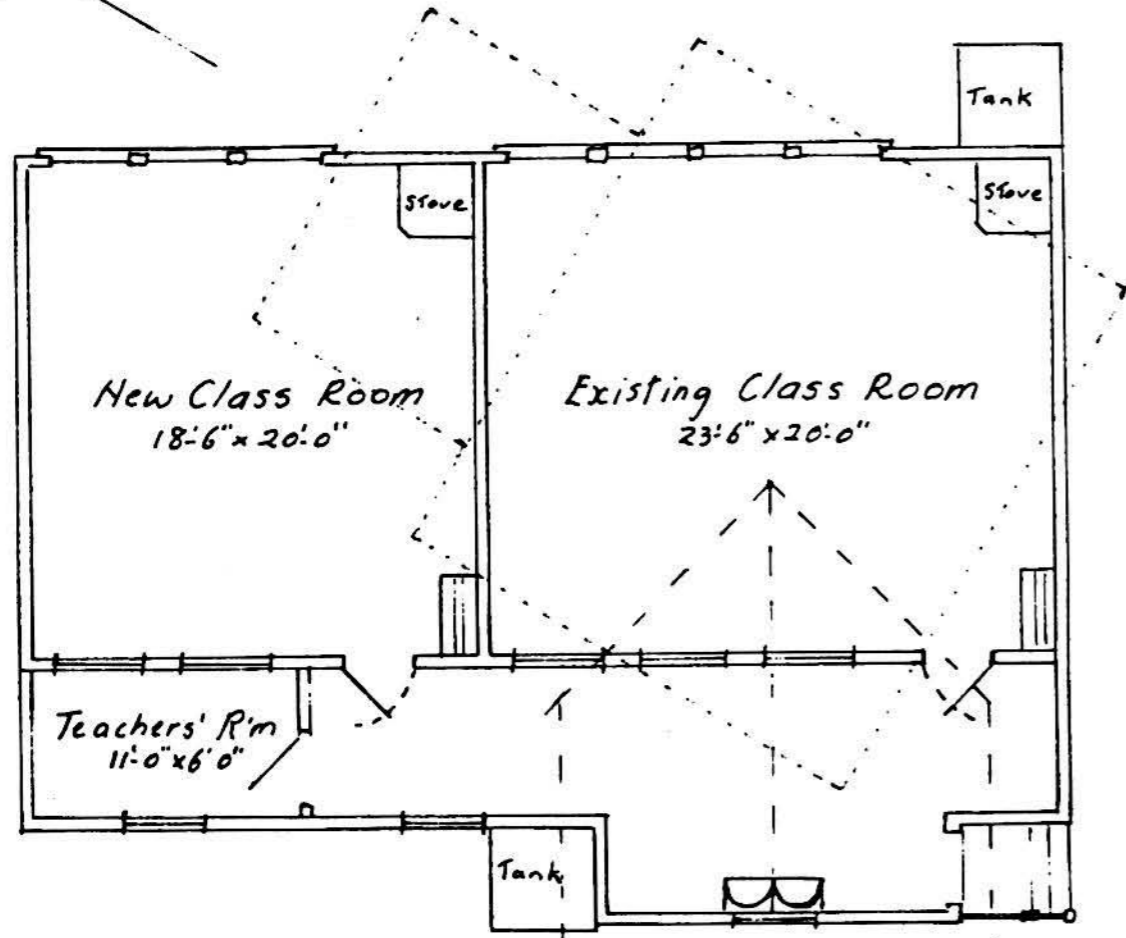 Tank
Stove
Stove
New Class Room
18'-6" x 20'-0"
Existing Class Room
23'-6" x 20'-0"
Teachers' R'm
11'-0" x 6'0"
Tank